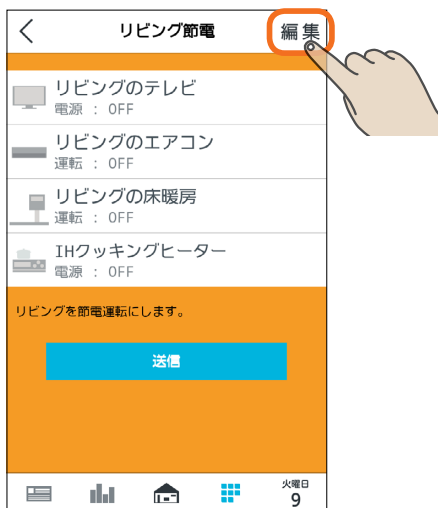 リビング節電 編集
リビングのテレビ
電源 : OFF
リビングのエアコン
運転 : OFF
リビングの床暖房
運転 : OFF
IHクッキングヒーター
電源 : OFF
リビングを節電運転にします。
送信
火曜日
9